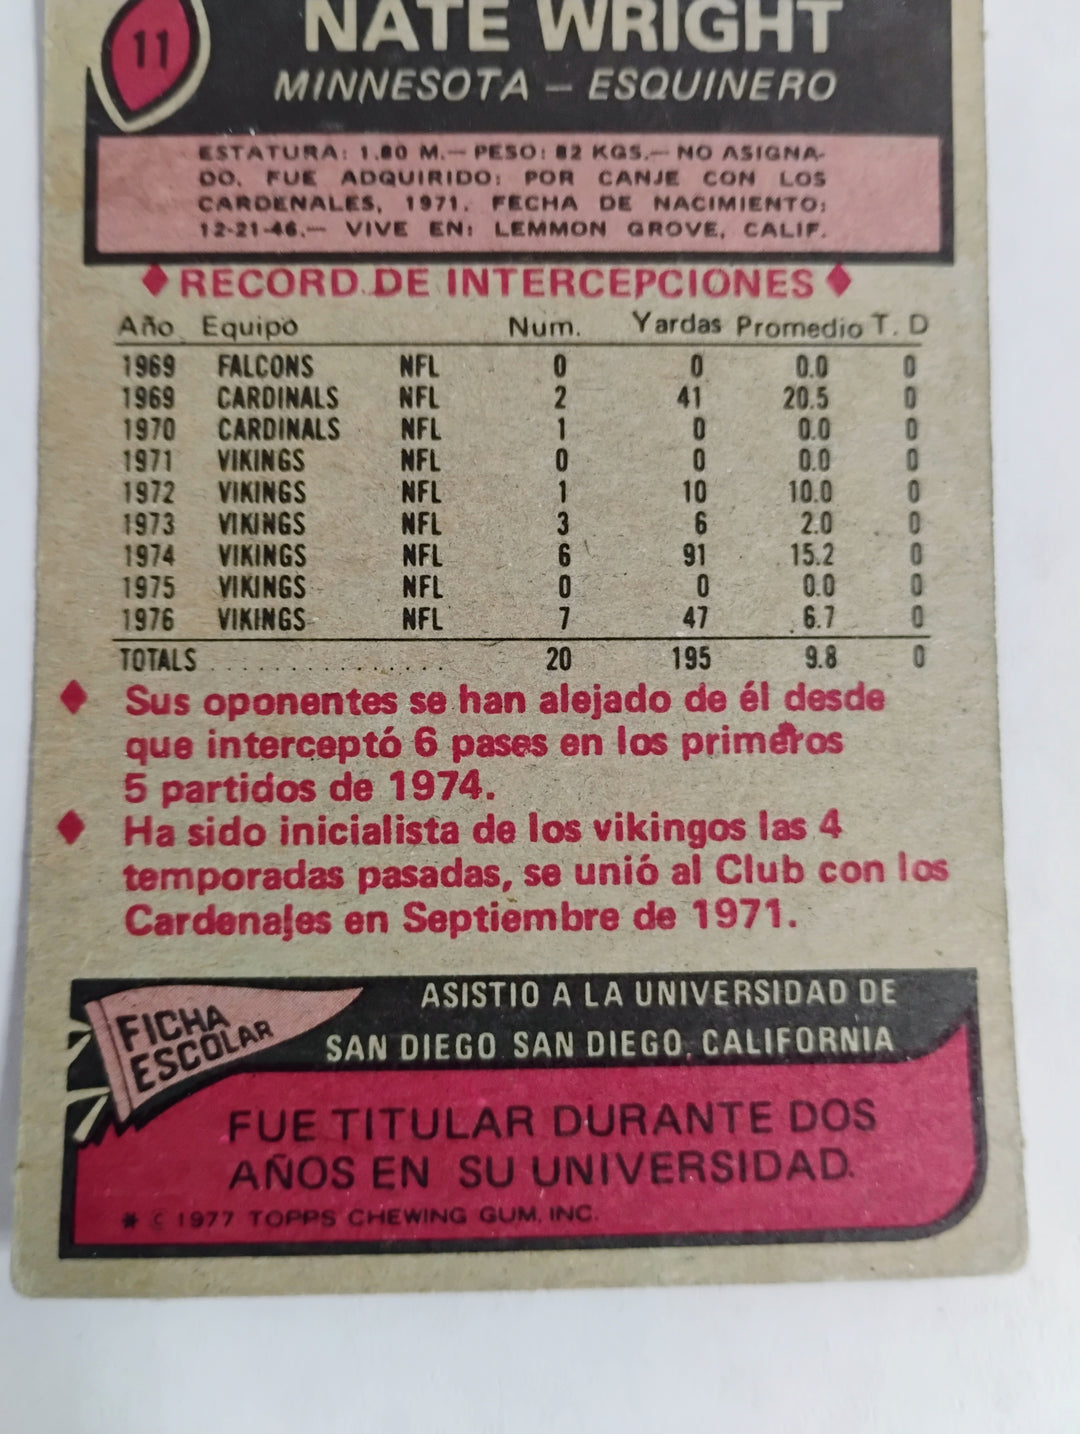 11
NATE WRIGHT
MINNESOTA — ESQUINERO
ESTATURA: 1.80 M.— PESO: 82 KGS.— NO ASIGNA-
DO. FUE ADQUIRIDO: POR CANJE CON LOS
CARDENALES, 1971. FECHA DE NACIMIENTO:
12-21-46.— VIVE EN: LEMMON GROVE, CALIF.
RECORD DE INTERCEPCIONES
Año Equipo Num. Yardas Promedio T. D
1969 FALCONS NFL 0 0 0.0 0
1969 CARDINALS NFL 2 41 20.5 0
1970 CARDINALS NFL 1 0 0.0 0
1971 VIKINGS NFL 0 0 0.0 0
1972 VIKINGS NFL 1 10 10.0 0
1973 VIKINGS NFL 3 6 2.0 0
1974 VIKINGS NFL 6 91 15.2 0
1975 VIKINGS NFL 0 0 0.0 0
1976 VIKINGS NFL 7 47 6.7 0
TOTALS . . . . . . . . . . . . . 20 195 9.8 0
Sus oponentes se han alejado de él desde
que interceptó 6 pases en los primeros
5 partidos de 1974.
Ha sido inicialista de los vikingos las 4
temporadas pasadas, se unió al Club con los
Cardenales en Septiembre de 1971.
FICHA
ESCOLAR
ASISTIO A LA UNIVERSIDAD DE
SAN DIEGO SAN DIEGO, CALIFORNIA
FUE TITULAR DURANTE DOS
AÑOS EN SU UNIVERSIDAD.
* © 1977 TOPPS CHEWING GUM, INC.